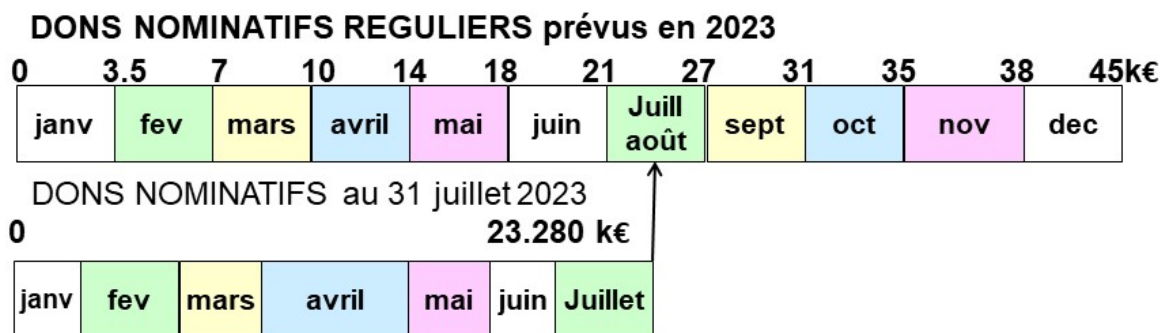 DONS NOMINATIFS REGULIERS prévus en 2023
0 3.5 7 10 14 18 21 27 31 35 38 45k€
janv fev mars avril mai juin Juill août sept oct nov dec
DONS NOMINATIFS au 31 juillet 2023
0 23.280 k€
janv fev mars avril mai juin Juillet